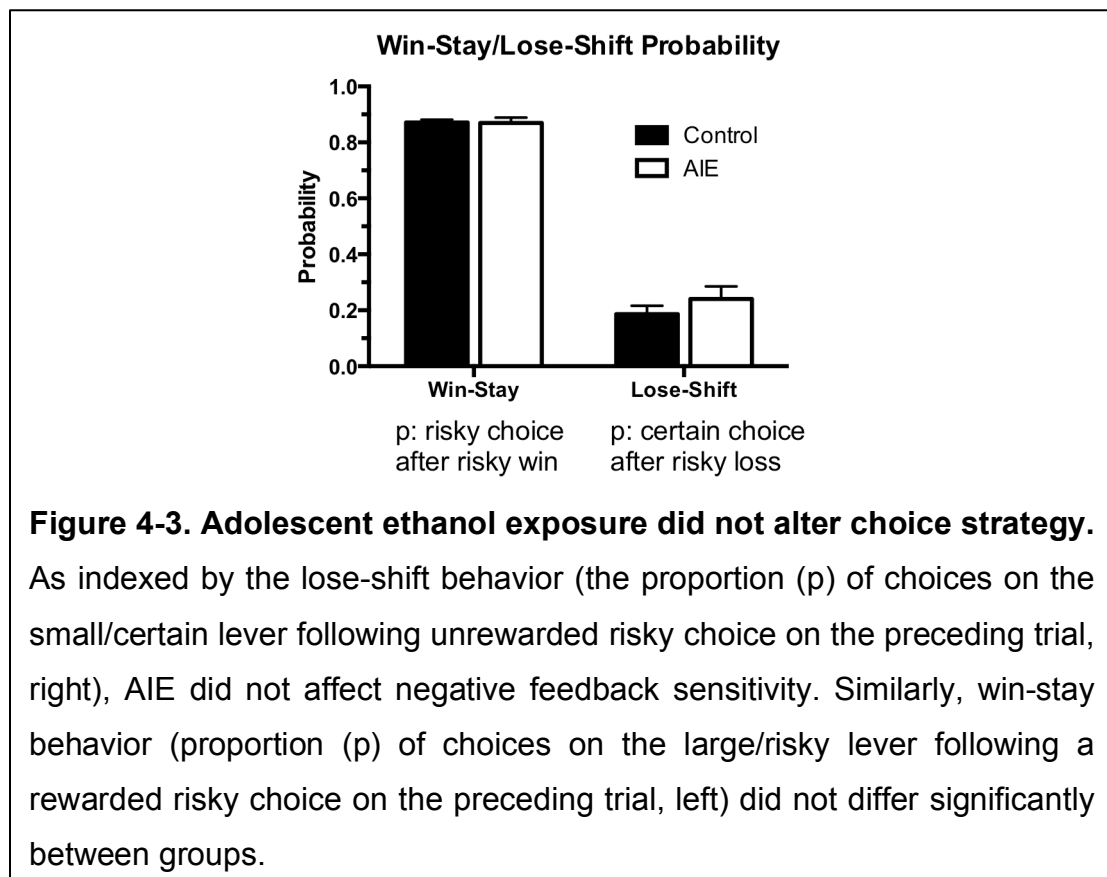 Win-Stay/Lose-Shift Probability
1.0
0.8
0.6
0.4
0.2
0.0
Probability
Control
AIE
Win-Stay
Lose-Shift
p: risky choice
after risky win
p: certain choice
after risky loss
Figure 4-3. Adolescent ethanol exposure did not alter choice strategy.
As indexed by the lose-shift behavior (the proportion (p) of choices on the
small/certain lever following unrewarded risky choice on the preceding trial,
right), AIE did not affect negative feedback sensitivity. Similarly, win-stay
behavior (proportion (p) of choices on the large/risky lever following a
rewarded risky choice on the preceding trial, left) did not differ significantly
between groups.